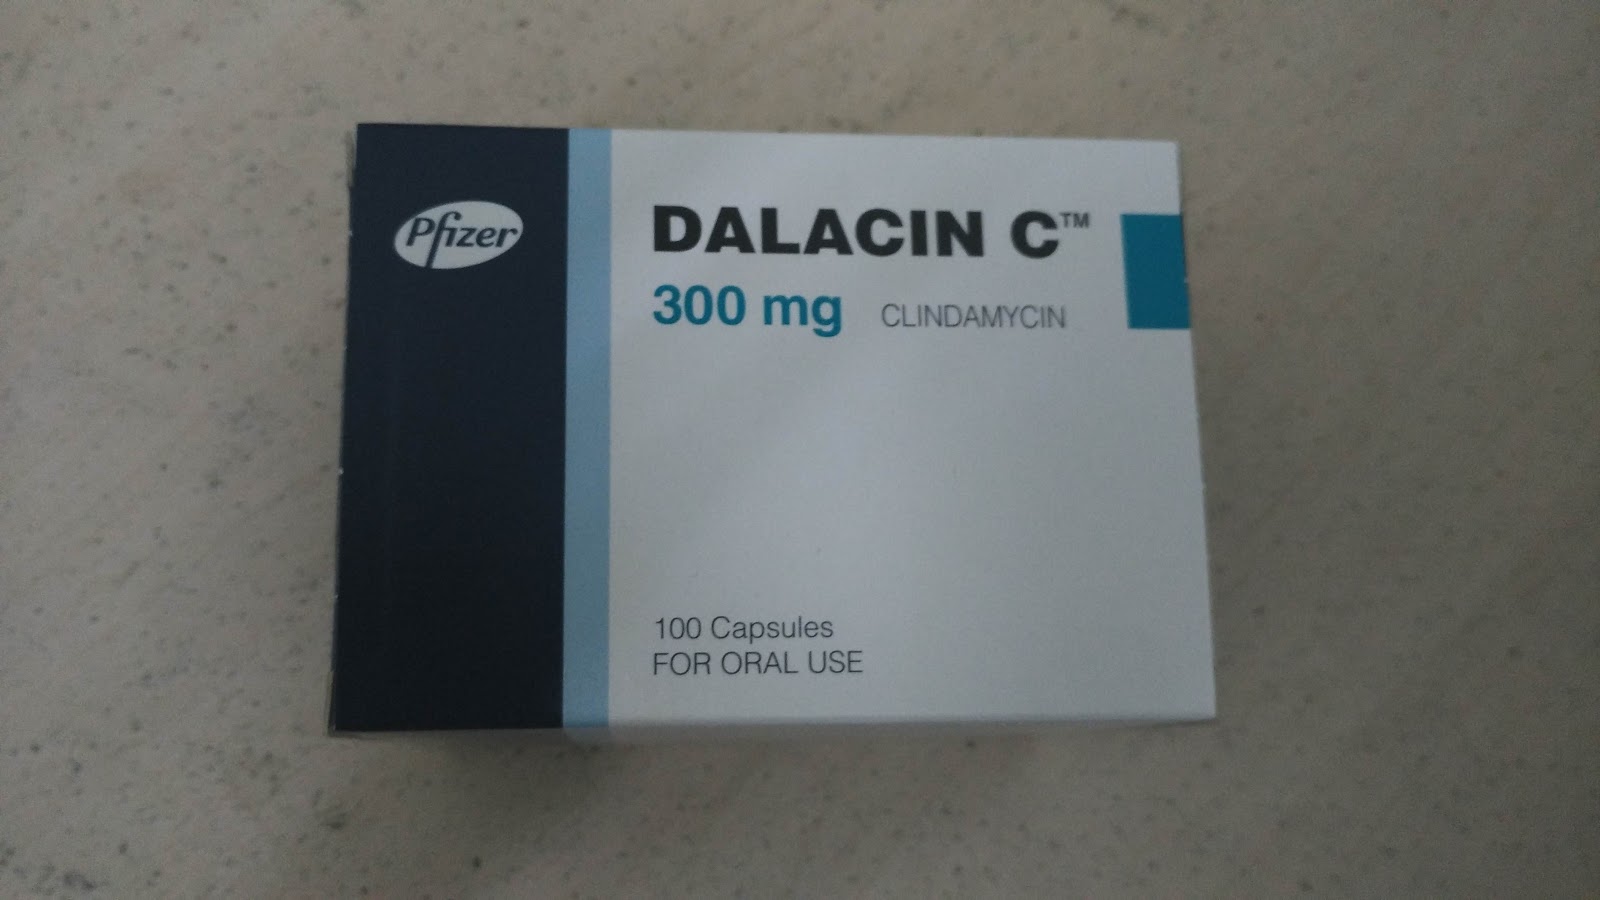 Pfizer
DALACIN C™
300 mg CLINDAMYCIN
100 Capsules
FOR ORAL USE